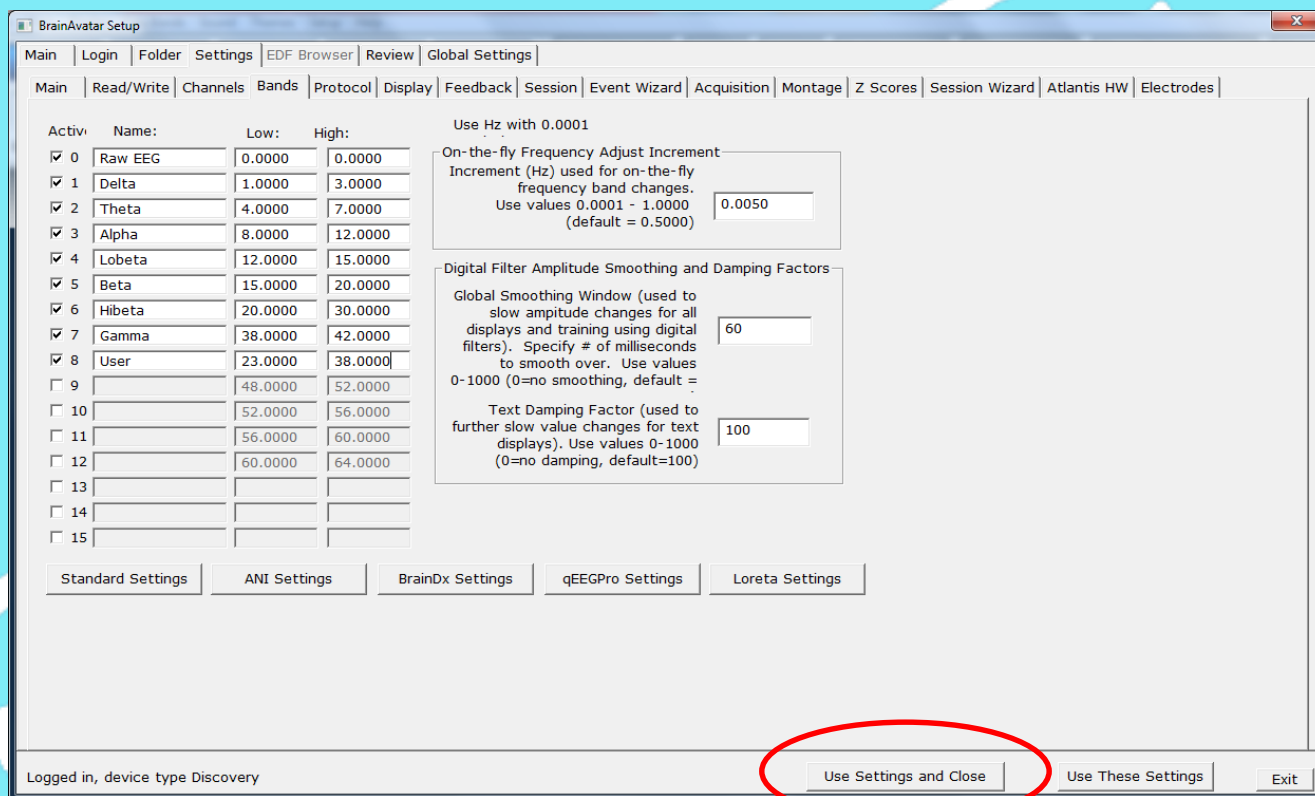 BrainAvatar Setup
Main Login Folder Settings EDF Browser Review Global Settings
Main Read/Write Channels Bands Protocol Display Feedback Session Event Wizard Acquisition Montage Z Scores Session Wizard Atlantis HW Electrodes
Activ Name: Low: High:
0 Raw EEG 0.0000 0.0000
1 Delta 1.0000 3.0000
2 Theta 4.0000 7.0000
3 Alpha 8.0000 12.0000
4 Lobeta 12.0000 15.0000
5 Beta 15.0000 20.0000
6 Hibeta 20.0000 30.0000
7 Gamma 38.0000 42.0000
8 User 23.0000 38.0000
9 48.0000 52.0000
10 52.0000 56.0000
11 56.0000 60.0000
12 60.0000 64.0000
13
14
15
Use Hz with 0.0001
On-the-fly Frequency Adjust Increment
Increment (Hz) used for on-the-fly
frequency band changes.
Use values 0.0001 - 1.0000
(default = 0.5000)
0.0050
Digital Filter Amplitude Smoothing and Damping Factors
Global Smoothing Window (used to
slow ampitude changes for all
displays and training using digital
filters). Specify # of milliseconds
to smooth over. Use values
0-1000 (0=no smoothing, default =
60
Text Damping Factor (used to
further slow value changes for text
displays). Use values 0-1000
(0=no damping, default=100)
100
Standard Settings ANI Settings BrainDx Settings qEEGPro Settings Loreta Settings
Logged in, device type Discovery
Use Settings and Close Use These Settings Exit